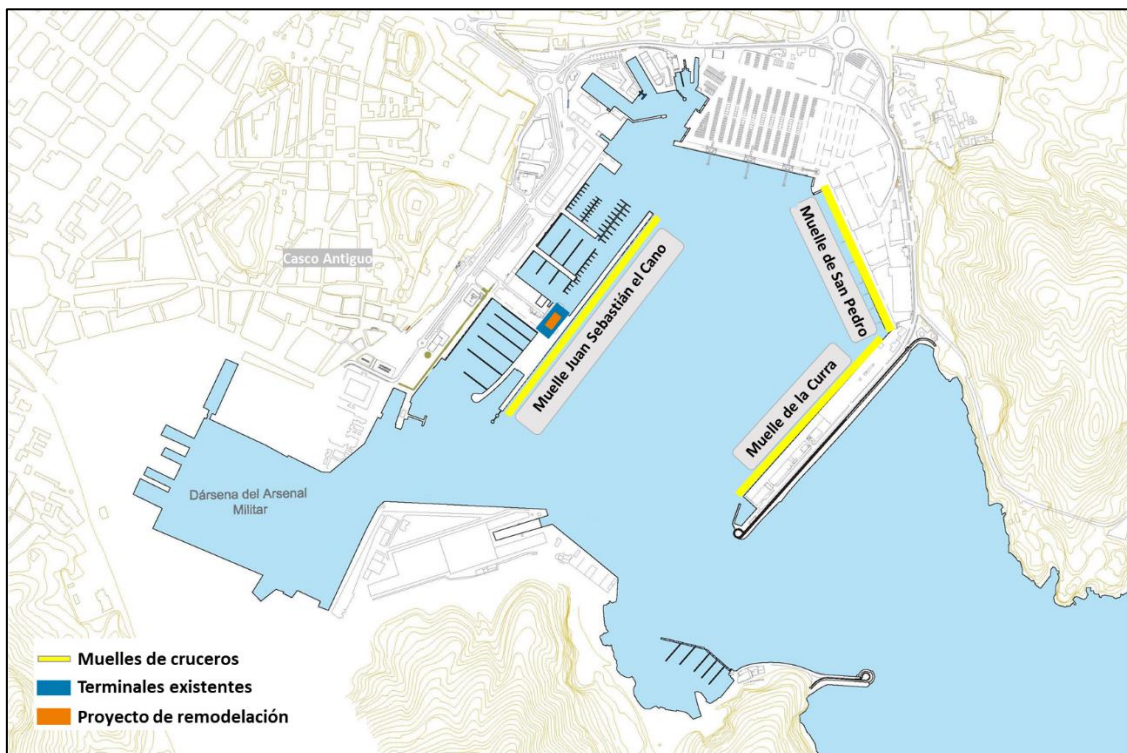 Casco Antiguo
Muelle Juan Sebastián el Cano
Muelle de San Pedro
Muelle de la Curra
Dársena del Arsenal
Militar
Muelles de cruceros
Terminales existentes
Proyecto de remodelación